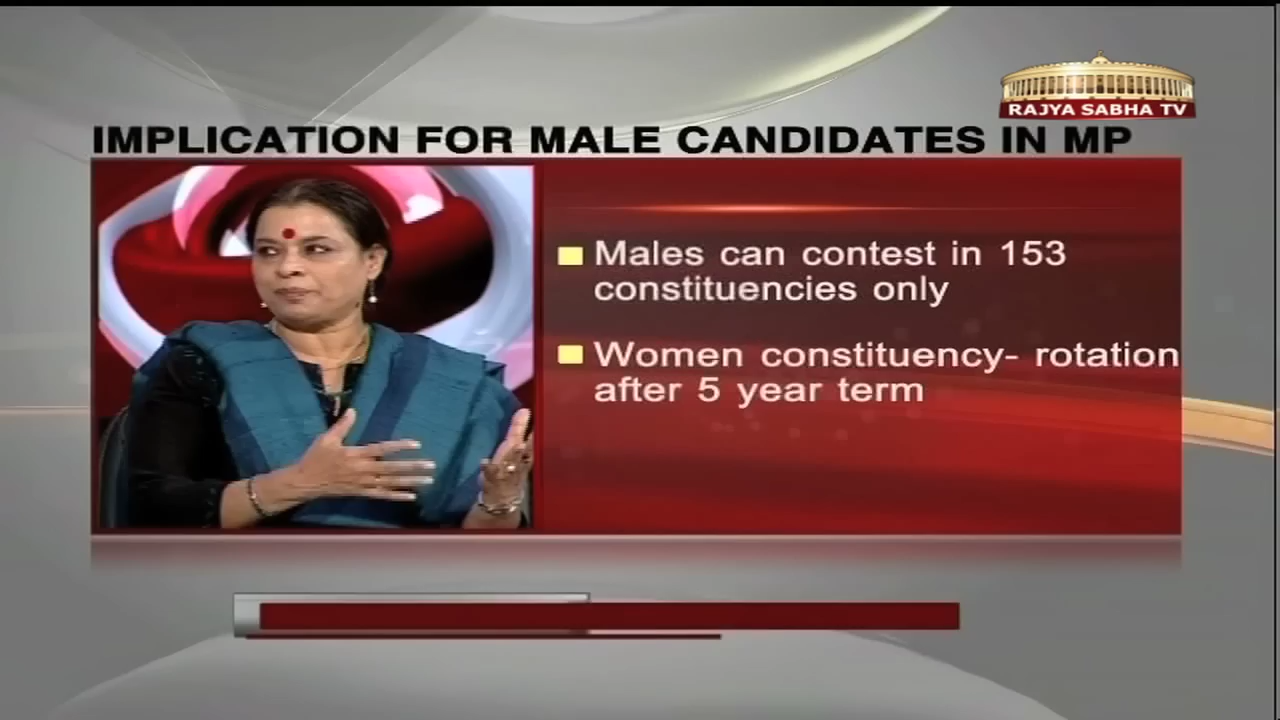 RAJYA SABHA TV
IMPLICATION FOR MALE CANDIDATES IN MP
Males can contest in 153
constituencies only
Women constituency- rotation
after 5 year term